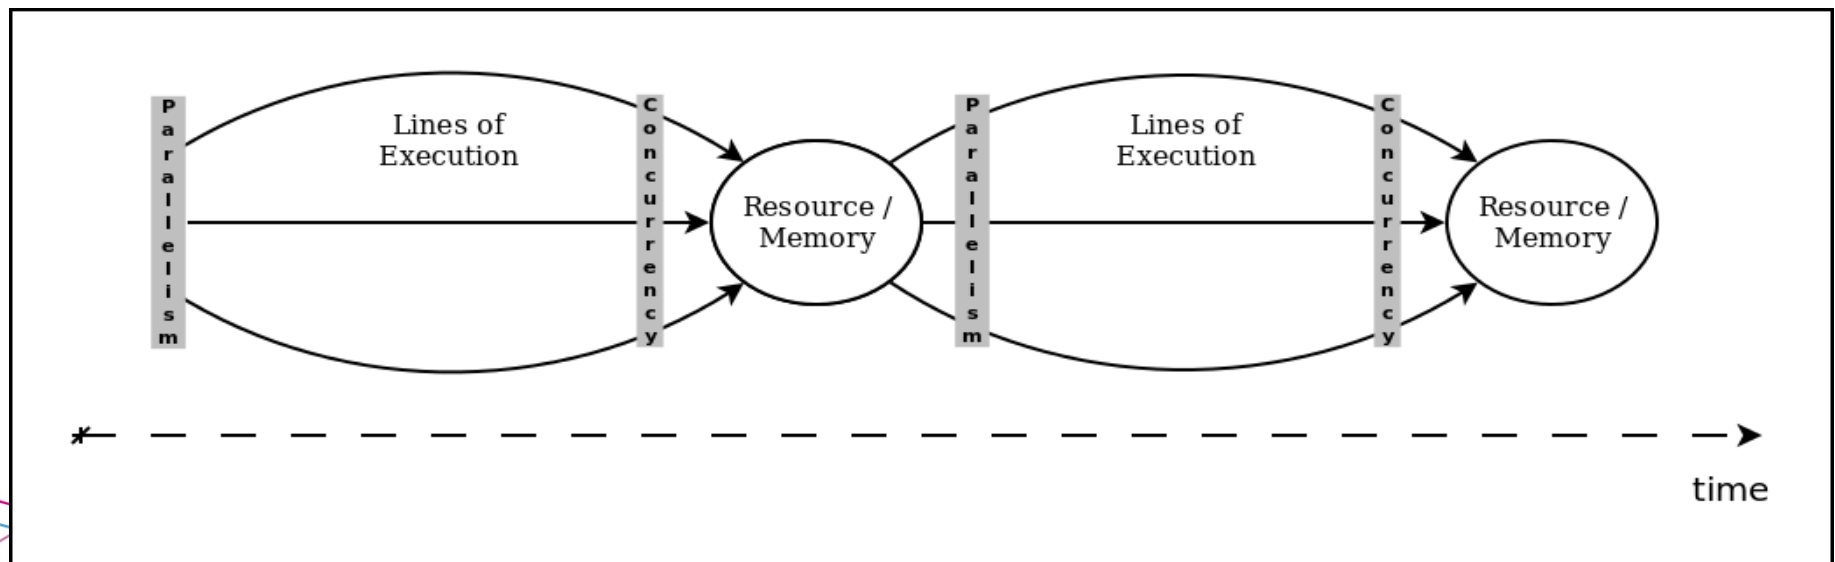 Parallelism
Lines of
Execution
Concurrency
Resource /
Memory
Parallelism
Lines of
Execution
Concurrency
Resource /
Memory
time